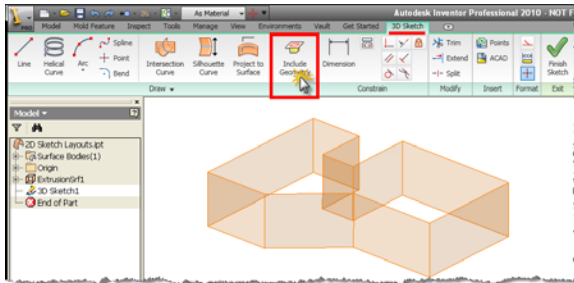 As Material
Autodesk Inventor Professional 2010 - NOT F
PRO Model Mold Feature Inspect Tools Manage View Environments Vault Get Started 3D Sketch
Line Helical Curve Arc Spline Point Bend Intersection Curve Silhouette Curve Project to Surface Include Geometry Dimension Trim Extend Split Points ACAD Finish Sketch
Draw Constrain Modify Insert Format Exit
Model
2D Sketch Layouts.ipt
Surface Bodies(1)
Origin
ExtrusionSrf1
3D Sketch1
End of Part